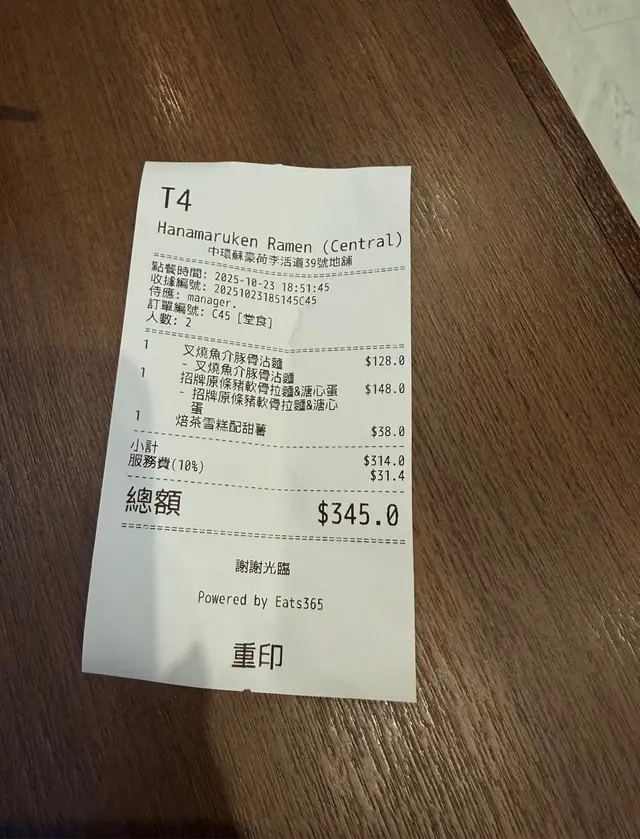 T4
Hanamaruken Ramen (Central)
中環蘇豪荷李活道39號地舖
點餐時間: 2025-10-23 18:51:45
收據編號: 20251023185145C45
侍應: manager.
訂單編號: C45 [堂食]
人數: 2
1 叉燒魚介豚骨沾麵 $128.0
- 叉燒魚介豚骨沾麵
1 招牌原條豬軟骨拉麵&溏心蛋 $148.0
- 招牌原條豬軟骨拉麵&溏心
蛋
1 焙茶雪糕配甜薯 $38.0
小計 $314.0
服務費(10%) $31.4
總額 $345.0
謝謝光臨
Powered by Eats365
重印